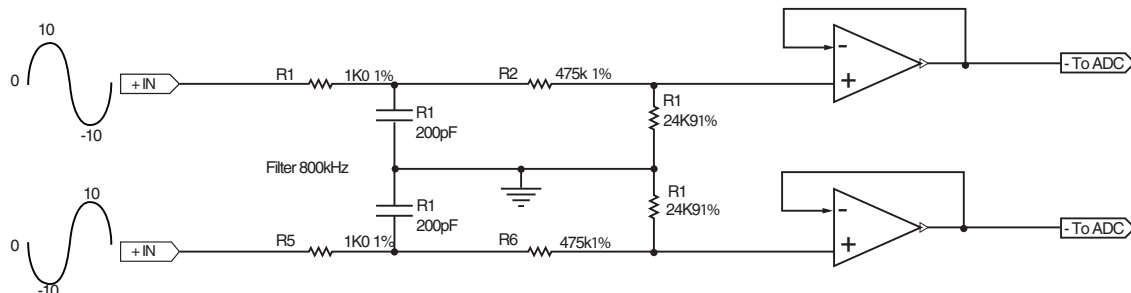 10
0
-10
+ IN
R1
1K0 1%
R2
475k 1%
-
+
- To ADC
R1
200pF
R1
24K91%
Filter 800kHz
R1
200pF
R1
24K91%
10
0
-10
+ IN
R5
1K0 1%
R6
475k1%
-
+
- To ADC